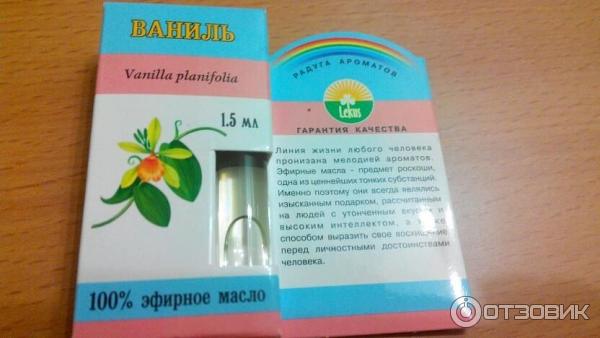 ВАНИЛЬ
Vanilla planifolia
1.5 мл
100% эфирное масло
РАДУГА АРОМАТОВ
Lekus
ГАРАНТИЯ КАЧЕСТВА
Линия жизни любого человека
пронизана мелодией ароматов.
Эфирные масла - предмет роскоши,
одна из ценнейших тонких субстанций.
Именно поэтому они всегда являлись
изысканным подарком, рассчитанным
на людей с утонченным вкусом и
высоким интеллектом, а также
способом выразить свое восхищение
перед личностными достоинствами
человека.
ОТЗОВИК